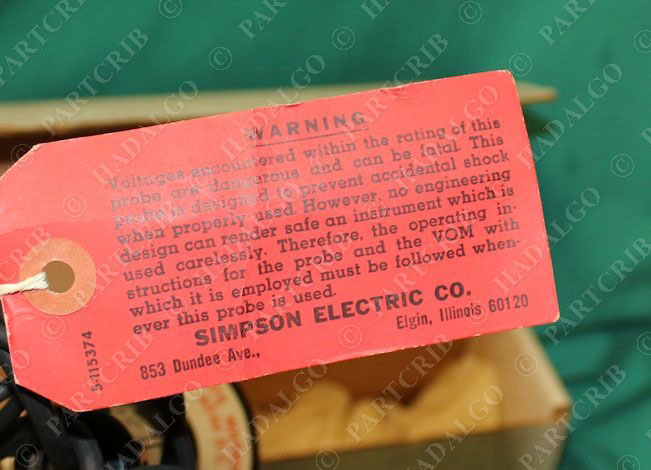 WARNING
Voltages encountered within the rating of this
probe are dangerous and can be fatal. This
probe is designed to prevent accidental shock
when properly used. However, no engineering
design can render safe an instrument which is
used carelessly. Therefore, the operating in-
structions for the probe and the VOM with
which it is employed must be followed when-
ever this probe is used.
SIMPSON ELECTRIC CO.
853 Dundee Ave., Elgin, Illinois 60120
5-115374
© PARTCRIB
HADALGO